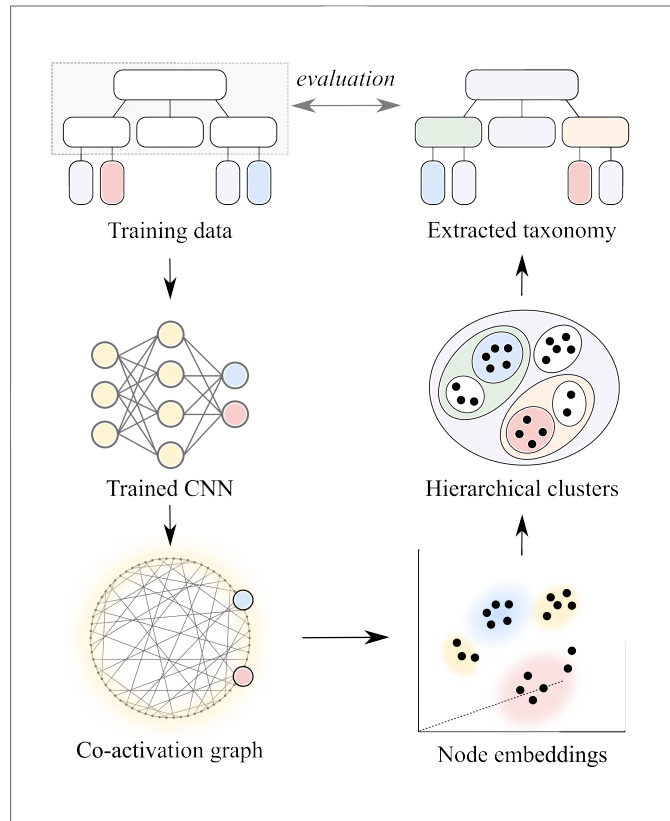 evaluation
Training data
Extracted taxonomy
Trained CNN
Hierarchical clusters
Co-activation graph
Node embeddings